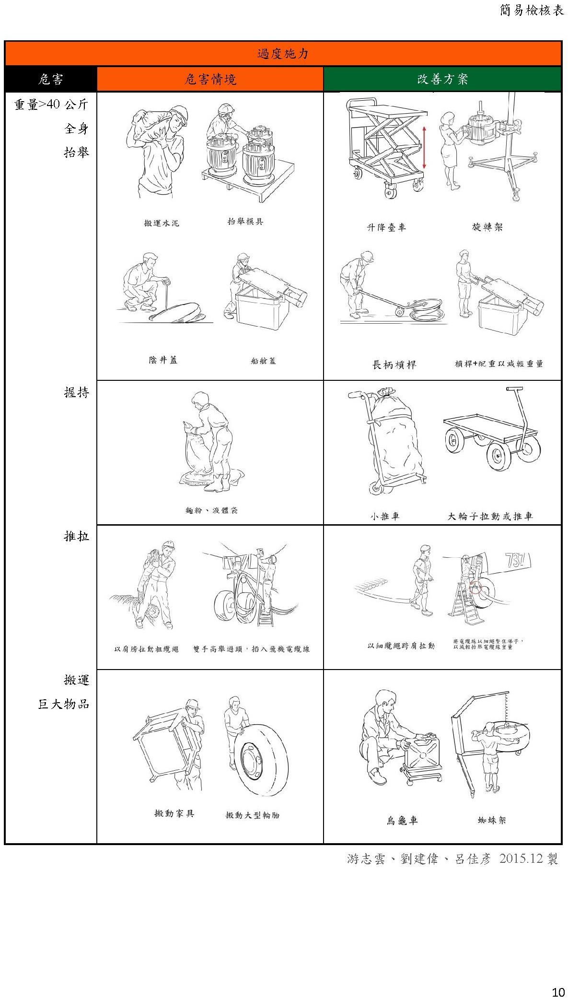 簡易檢核表
過度施力
危害 危害情境 改善方案
重量>40 公斤
全身
抬舉
搬運水泥 抬舉模具 升降臺車 旋轉架
陰井蓋 船艙蓋 長柄槓桿 槓桿+配重以減輕重量
握持
麵粉、液體袋 小推車 大輪子拉動或推車
推拉
737
以肩膀拉動粗纜繩 雙手高舉過頭，插入飛機電纜線 以細纜繩跨肩拉動 將電纜線以細繩繫住梯子，
以減輕抬舉電纜線重量
搬運
巨大物品
搬動家具 搬動大型輪胎 烏龜車 蜘蛛架
游志雲、劉建偉、呂佳彥 2015.12 製
10